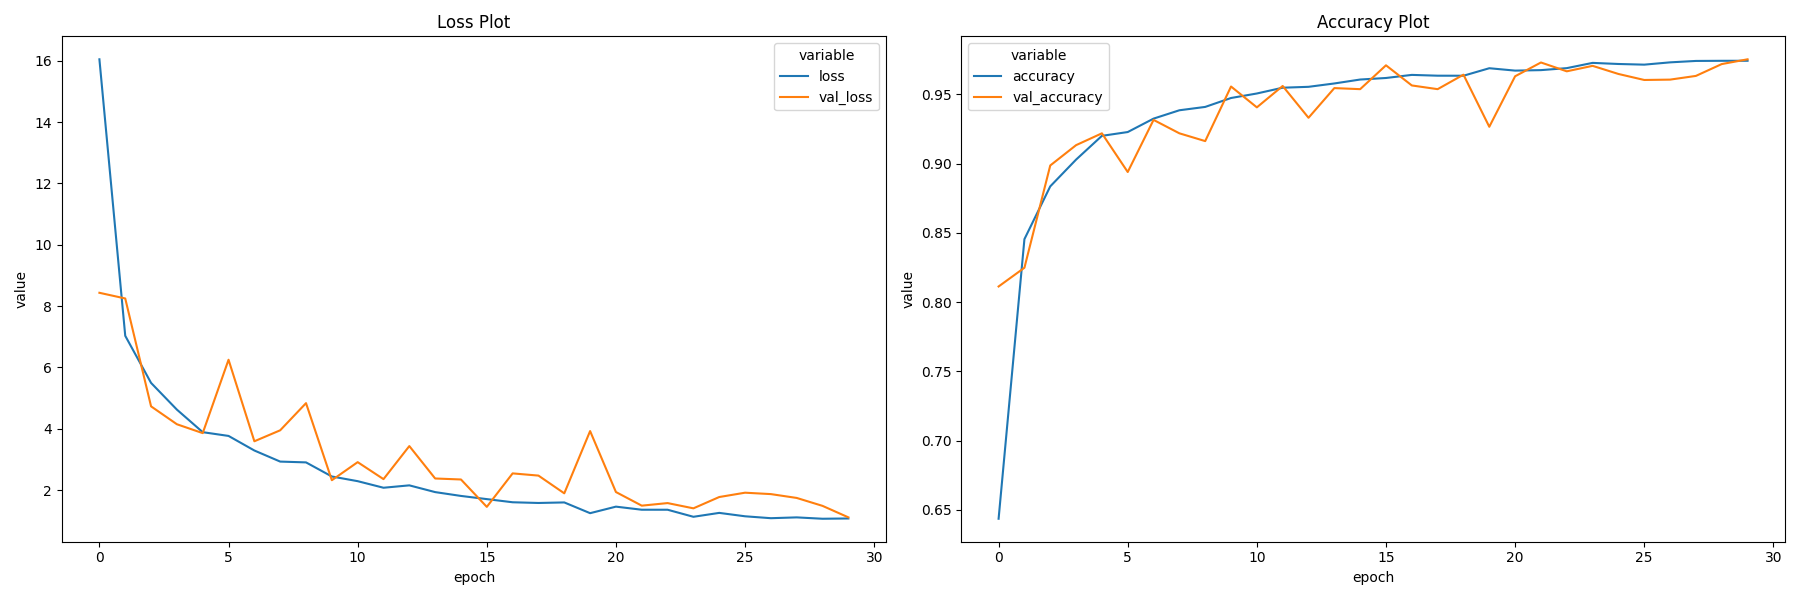 Loss Plot
variable
loss
val_loss
16
14
12
10
8
6
4
2
value
0 5 10 15 20 25 30
epoch
Accuracy Plot
variable
accuracy
val_accuracy
0.95
0.90
0.85
0.80
0.75
0.70
0.65
value
0 5 10 15 20 25 30
epoch